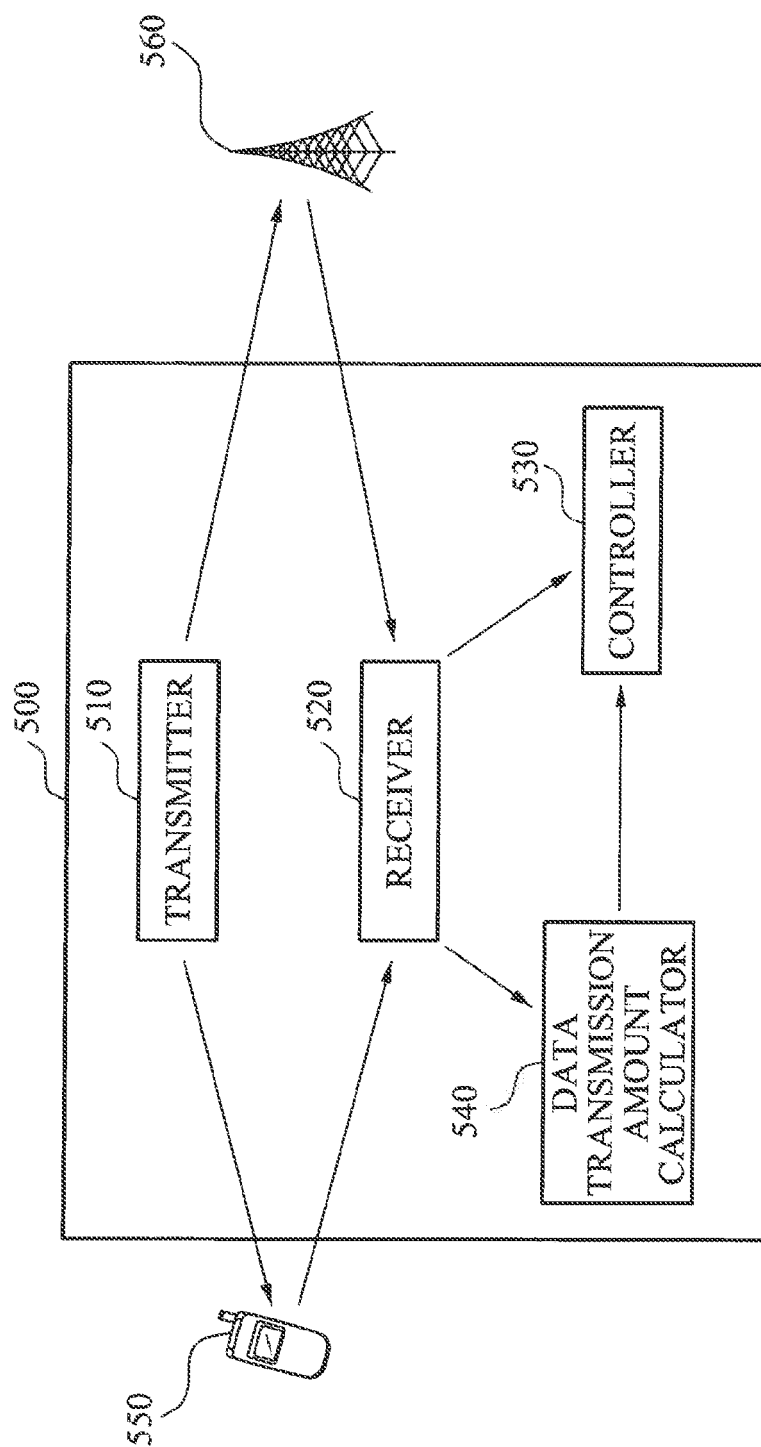 500
510
TRANSMITTER
560
520
RECEIVER
550
540
DATA
TRANSMISSION
AMOUNT
CALCULATOR
530
CONTROLLER